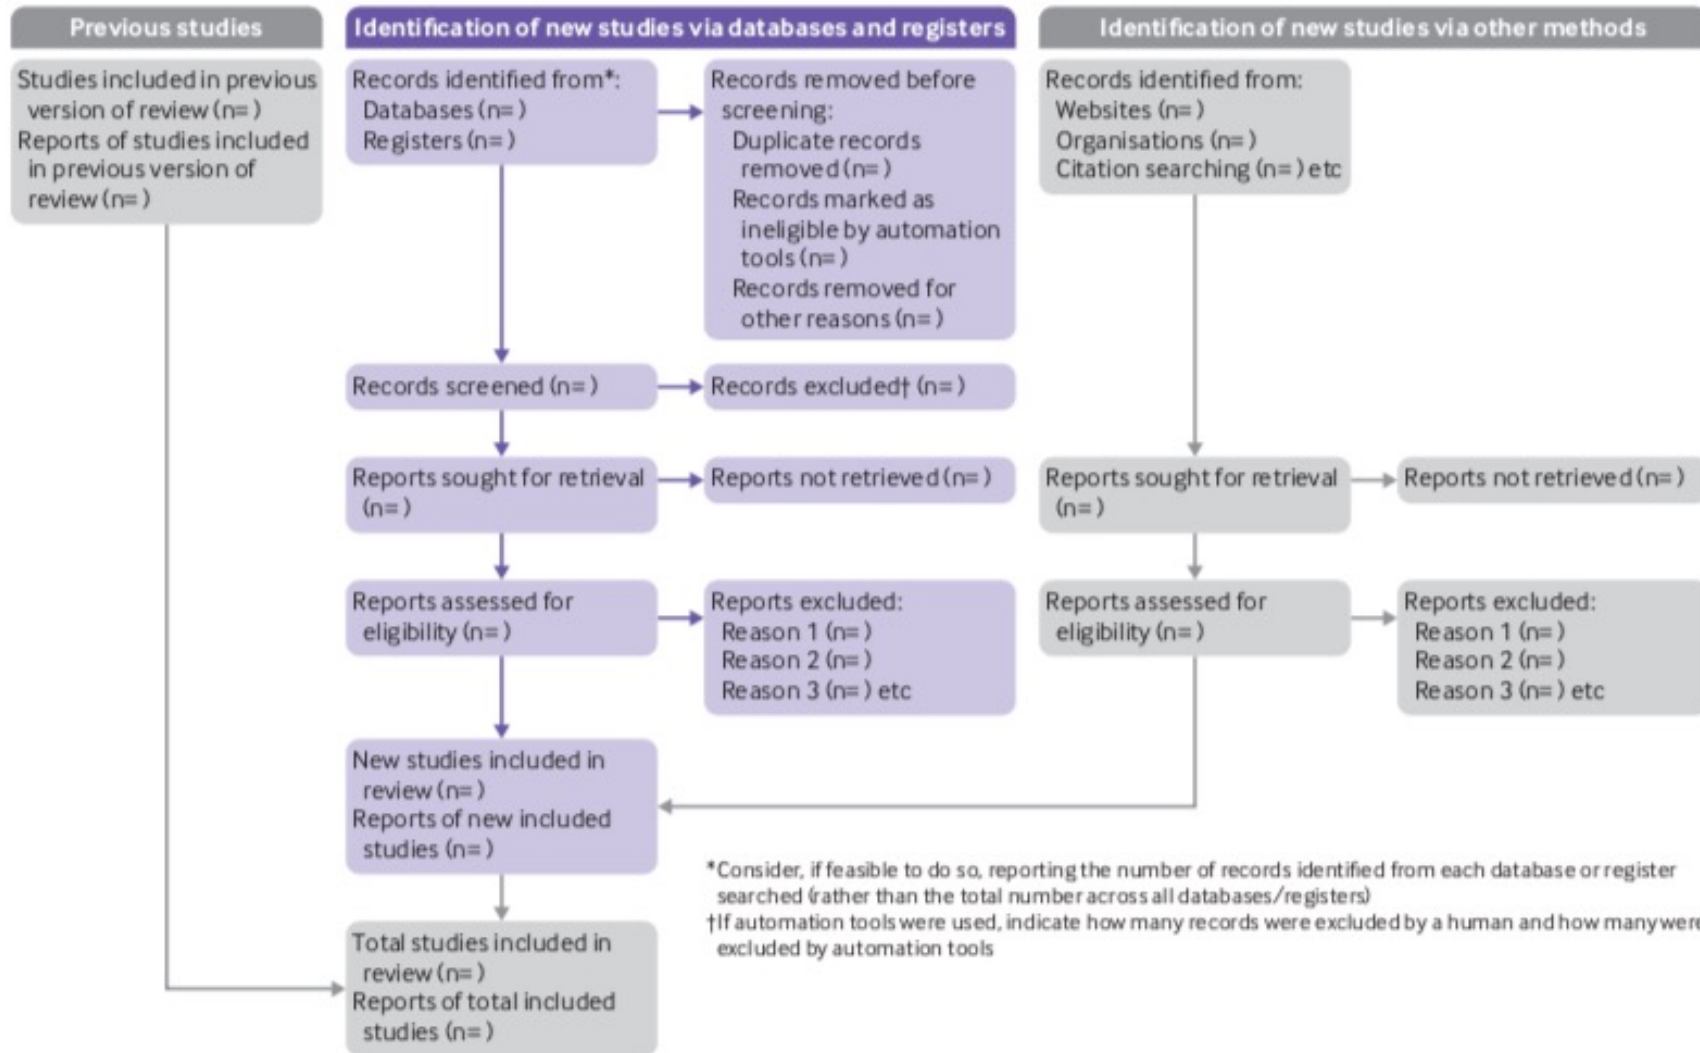 Previous studies
Studies included in previous
version of review (n= )
Reports of studies included
in previous version of
review (n= )
Identification of new studies via databases and registers
Records identified from*:
Databases (n= )
Registers (n= )
Records removed before
screening:
Duplicate records
removed (n= )
Records marked as
ineligible by automation
tools (n= )
Records removed for
other reasons (n= )
Records screened (n= )
Records excluded† (n= )
Reports sought for retrieval
(n= )
Reports not retrieved (n= )
Reports assessed for
eligibility (n= )
Reports excluded:
Reason 1 (n= )
Reason 2 (n= )
Reason 3 (n= ) etc
New studies included in
review (n= )
Reports of new included
studies (n= )
Total studies included in
review (n= )
Reports of total included
studies (n= )
Identification of new studies via other methods
Records identified from:
Websites (n= )
Organisations (n= )
Citation searching (n= ) etc
Reports sought for retrieval
(n= )
Reports not retrieved (n= )
Reports assessed for
eligibility (n= )
Reports excluded:
Reason 1 (n= )
Reason 2 (n= )
Reason 3 (n= ) etc
*Consider, if feasible to do so, reporting the number of records identified from each database or register
searched (rather than the total number across all databases/registers)
†If automation tools were used, indicate how many records were excluded by a human and how many were
excluded by automation tools